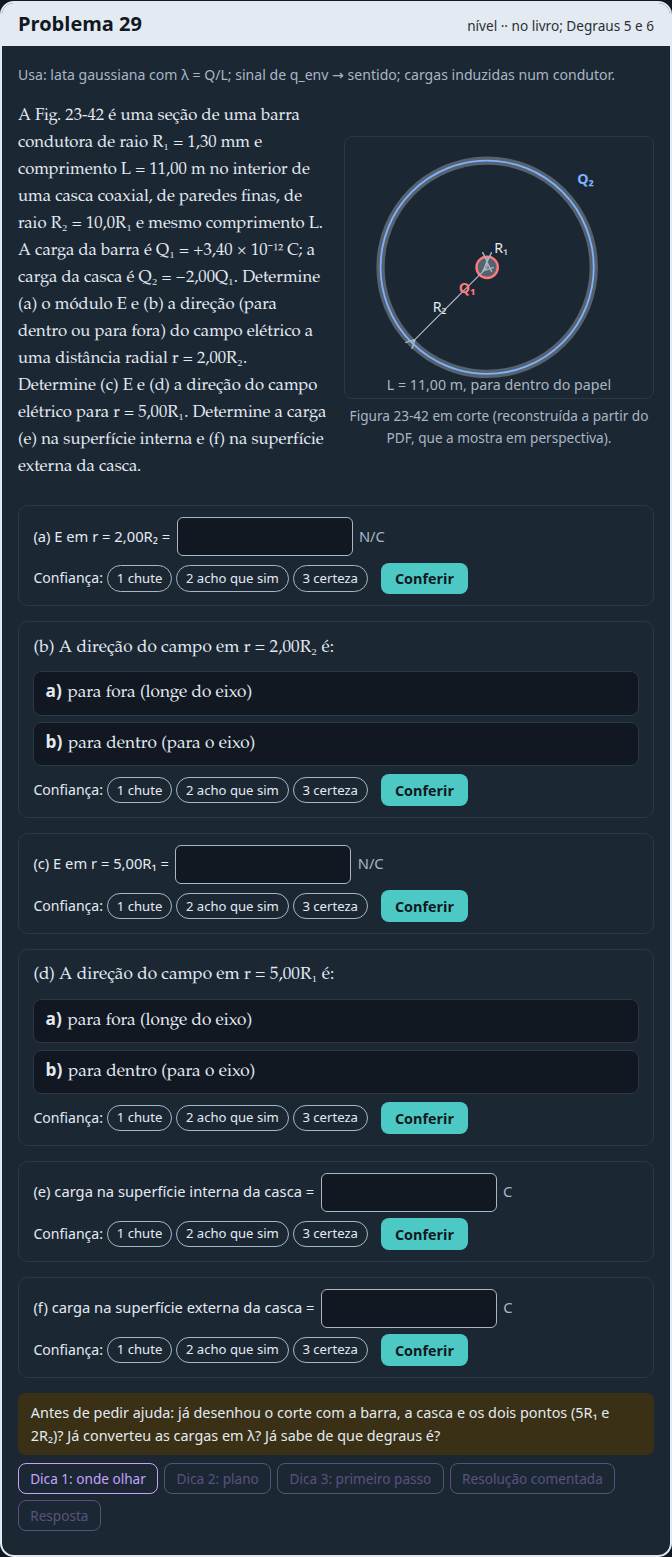 Problema 29
nível ·· no livro; Degraus 5 e 6
Usa: lata gaussiana com λ = Q/L; sinal de q_env → sentido; cargas induzidas num condutor.
A Fig. 23-42 é uma seção de uma barra
condutora de raio R₁ = 1,30 mm e
comprimento L = 11,00 m no interior de
uma casca coaxial, de paredes finas, de
raio R₂ = 10,0R₁ e mesmo comprimento L.
A carga da barra é Q₁ = +3,40 × 10⁻¹² C; a
carga da casca é Q₂ = −2,00Q₁. Determine
(a) o módulo E e (b) a direção (para
dentro ou para fora) do campo elétrico a
uma distância radial r = 2,00R₂.
Determine (c) E e (d) a direção do campo
elétrico para r = 5,00R₁. Determine a carga
(e) na superfície interna e (f) na superfície
externa da casca.
Q₂
R₁
Q₁
R₂
L = 11,00 m, para dentro do papel
Figura 23-42 em corte (reconstruída a partir do
PDF, que a mostra em perspectiva).
(a) E em r = 2,00R₂ =
N/C
Confiança: 1 chute 2 acho que sim 3 certeza Conferir
(b) A direção do campo em r = 2,00R₂ é:
a) para fora (longe do eixo)
b) para dentro (para o eixo)
Confiança: 1 chute 2 acho que sim 3 certeza Conferir
(c) E em r = 5,00R₁ =
N/C
Confiança: 1 chute 2 acho que sim 3 certeza Conferir
(d) A direção do campo em r = 5,00R₁ é:
a) para fora (longe do eixo)
b) para dentro (para o eixo)
Confiança: 1 chute 2 acho que sim 3 certeza Conferir
(e) carga na superfície interna da casca =
C
Confiança: 1 chute 2 acho que sim 3 certeza Conferir
(f) carga na superfície externa da casca =
C
Confiança: 1 chute 2 acho que sim 3 certeza Conferir
Antes de pedir ajuda: já desenhou o corte com a barra, a casca e os dois pontos (5R₁ e
2R₂)? Já converteu as cargas em λ? Já sabe de que degraus é?
Dica 1: onde olhar
Dica 2: plano
Dica 3: primeiro passo
Resolução comentada
Resposta